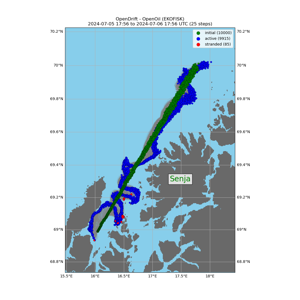 OpenDrift - OpenOil (EKOFISK)
2024-07-05 17:56 to 2024-07-06 17:56 UTC (25 steps)
initial (10000)
active (9915)
stranded (85)
70.2°N
70.2°N
70°N
70°N
69.8°N
69.8°N
69.6°N
69.6°N
69.4°N
69.4°N
Senja
69.2°N
69.2°N
69°N
69°N
68.8°N
68.8°N
15.5°E
16°E
16.5°E
17°E
17.5°E
18°E